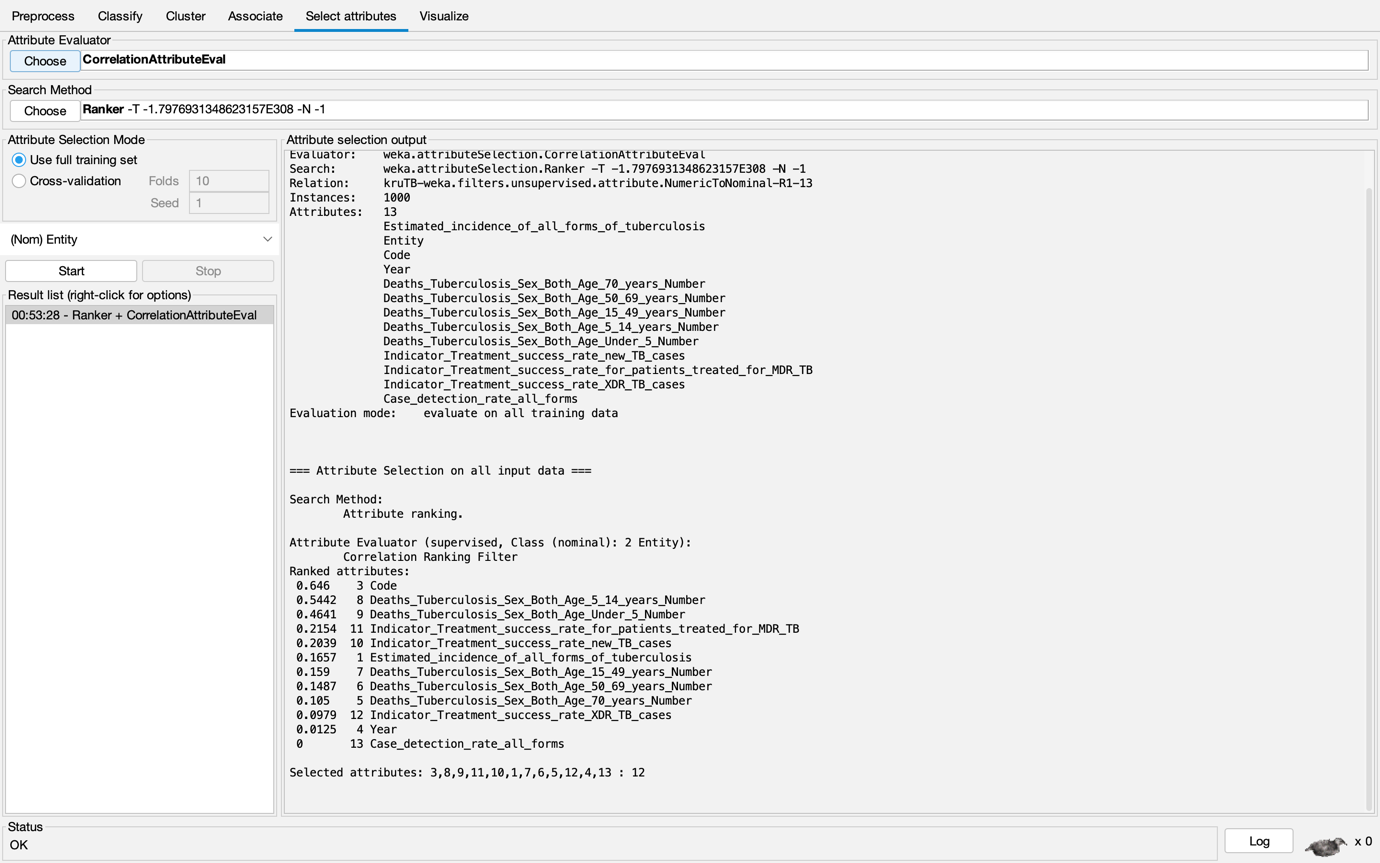 Preprocess Classify Cluster Associate Select attributes Visualize
Attribute Evaluator
Choose CorrelationAttributeEval
Search Method
Choose Ranker -T -1.7976931348623157E308 -N -1
Attribute Selection Mode
Use full training set
Cross-validation Folds 10
Seed 1
(Nom) Entity
Start Stop
Result list (right-click for options)
00:53:28 - Ranker + CorrelationAttributeEval
Attribute selection output
Evaluator: weka.attributeSelection.CorrelationAttributeEval
Search: weka.attributeSelection.Ranker -T -1.7976931348623157E308 -N -1
Relation: kruTB-weka.filters.unsupervised.attribute.NumericToNominal-R1-13
Instances: 1000
Attributes: 13
Estimated_incidence_of_all_forms_of_tuberculosis
Entity
Code
Year
Deaths_Tuberculosis_Sex_Both_Age_70_years_Number
Deaths_Tuberculosis_Sex_Both_Age_50_69_years_Number
Deaths_Tuberculosis_Sex_Both_Age_15_49_years_Number
Deaths_Tuberculosis_Sex_Both_Age_5_14_years_Number
Deaths_Tuberculosis_Sex_Both_Age_Under_5_Number
Indicator_Treatment_success_rate_new_TB_cases
Indicator_Treatment_success_rate_for_patients_treated_for_MDR_TB
Indicator_Treatment_success_rate_XDR_TB_cases
Case_detection_rate_all_forms
Evaluation mode: evaluate on all training data
=== Attribute Selection on all input data ===
Search Method:
Attribute ranking.
Attribute Evaluator (supervised, Class (nominal): 2 Entity):
Correlation Ranking Filter
Ranked attributes:
0.646 3 Code
0.5442 8 Deaths_Tuberculosis_Sex_Both_Age_5_14_years_Number
0.4641 9 Deaths_Tuberculosis_Sex_Both_Age_Under_5_Number
0.2154 11 Indicator_Treatment_success_rate_for_patients_treated_for_MDR_TB
0.2039 10 Indicator_Treatment_success_rate_new_TB_cases
0.1657 1 Estimated_incidence_of_all_forms_of_tuberculosis
0.159 7 Deaths_Tuberculosis_Sex_Both_Age_15_49_years_Number
0.1487 6 Deaths_Tuberculosis_Sex_Both_Age_50_69_years_Number
0.105 5 Deaths_Tuberculosis_Sex_Both_Age_70_years_Number
0.0979 12 Indicator_Treatment_success_rate_XDR_TB_cases
0.0125 4 Year
0 13 Case_detection_rate_all_forms
Selected attributes: 3,8,9,11,10,1,7,6,5,12,4,13 : 12
Status
OK
Log x 0